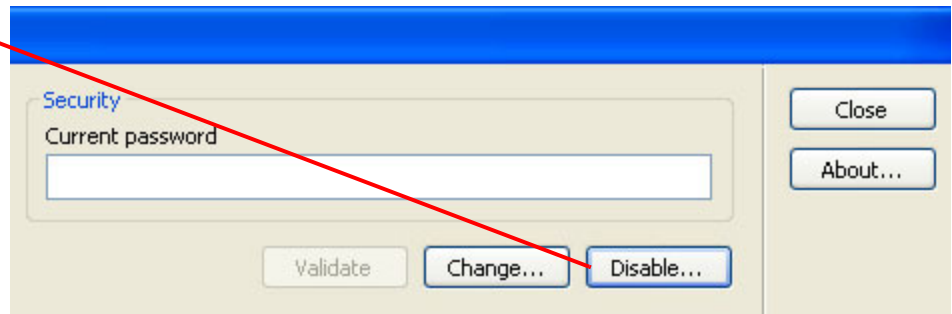 Security
Current password
Close
About...
Validate
Change...
Disable...